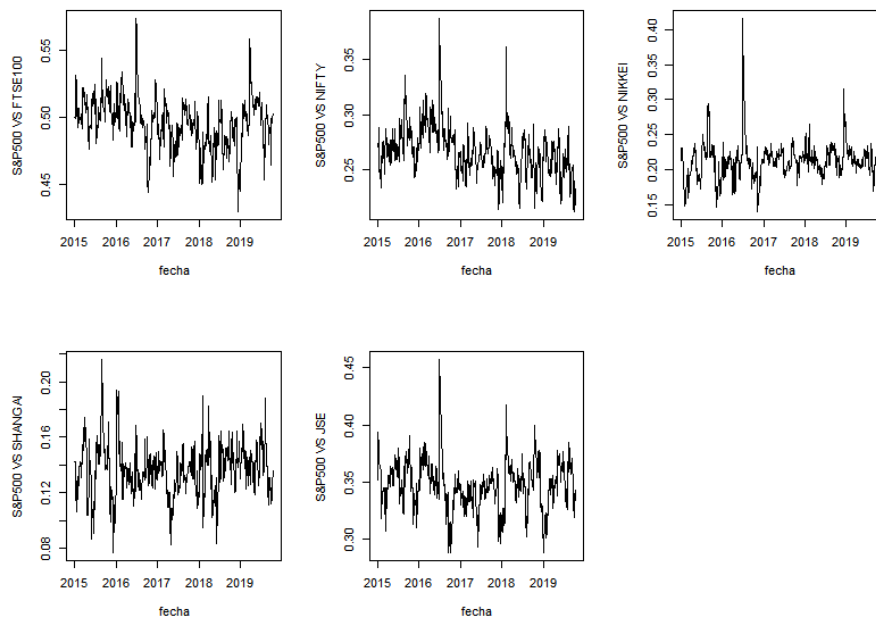 S&P500 VS FTSE100
0.45 0.50 0.55
2015 2016 2017 2018 2019
fecha
S&P500 VS NIFTY
0.25 0.30 0.35
2015 2016 2017 2018 2019
fecha
S&P500 VS NIKKEI
0.15 0.20 0.25 0.30 0.35 0.40
2015 2016 2017 2018 2019
fecha
S&P500 VS SHANGAI
0.08 0.12 0.16 0.20
2015 2016 2017 2018 2019
fecha
S&P500 VS JSE
0.30 0.35 0.40 0.45
2015 2016 2017 2018 2019
fecha